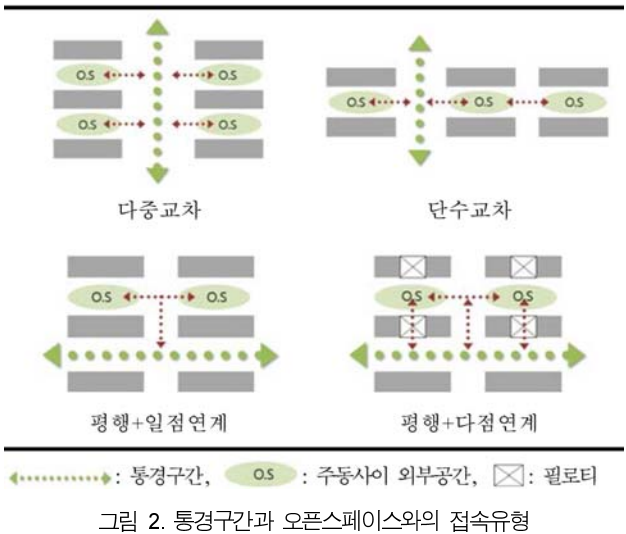 O.S O.S
O.S O.S
다중교차
O.S O.S O.S
단수교차
O.S O.S
평행+일점연계
O.S O.S
평행+다점연계
: 통경구간, O.S : 주동사이 외부공간, : 필로티
그림 2. 통경구간과 오픈스페이스와의 접속유형